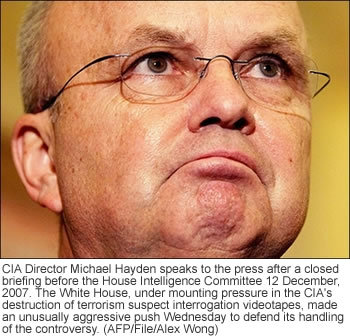 CIA Director Michael Hayden speaks to the press after a closed
briefing before the House Intelligence Committee 12 December,
2007. The White House, under mounting pressure in the CIA's
destruction of terrorism suspect interrogation videotapes, made
an unusually aggressive push Wednesday to defend its handling
of the controversy. (AFP/File/Alex Wong)